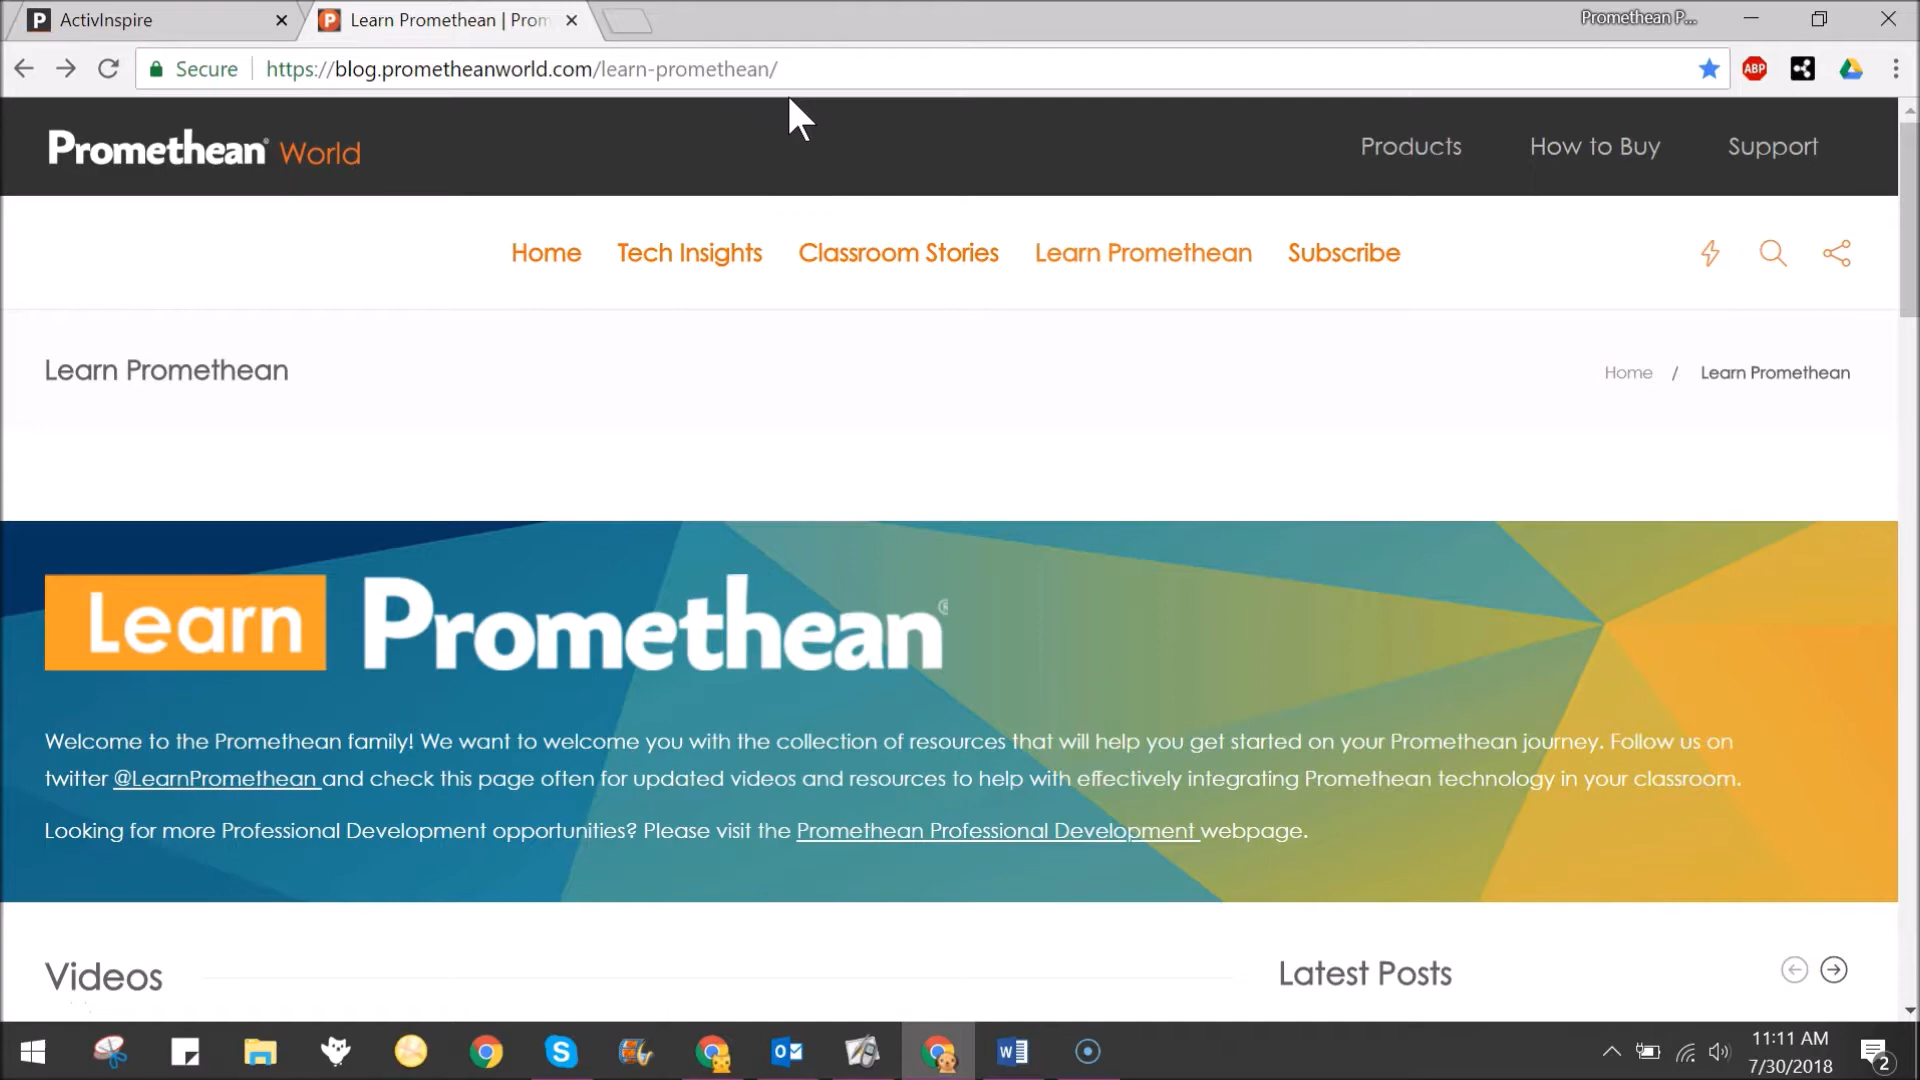 ActivInspire
Learn Promethean | Prom
Promethean P...
Secure https://blog.prometheanworld.com/learn-promethean/
ABP
Promethean® World
Products How to Buy Support
Home Tech Insights Classroom Stories Learn Promethean Subscribe
Learn Promethean
Home / Learn Promethean
Learn Promethean®
Welcome to the Promethean family! We want to welcome you with the collection of resources that will help you get started on your Promethean journey. Follow us on
twitter @LearnPromethean and check this page often for updated videos and resources to help with effectively integrating Promethean technology in your classroom.
Looking for more Professional Development opportunities? Please visit the Promethean Professional Development webpage.
Videos
Latest Posts
11:11 AM
7/30/2018
2